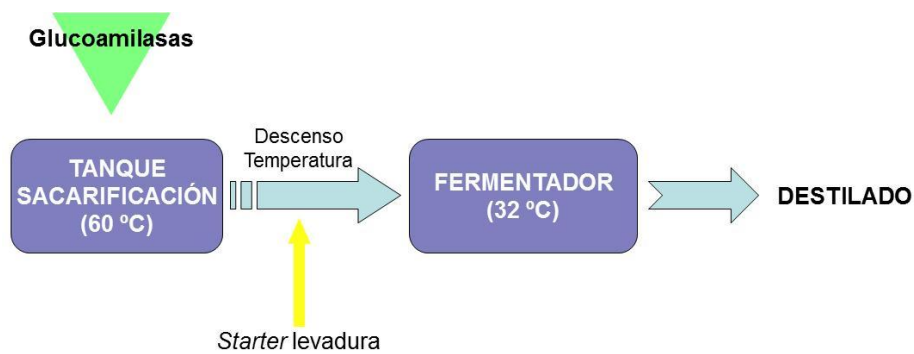 Glucoamilasas
Descenso
Temperatura
TANQUE
SACARIFICACIÓN
(60 ºC)
FERMENTADOR
(32 ºC)
DESTILADO
Starter levadura